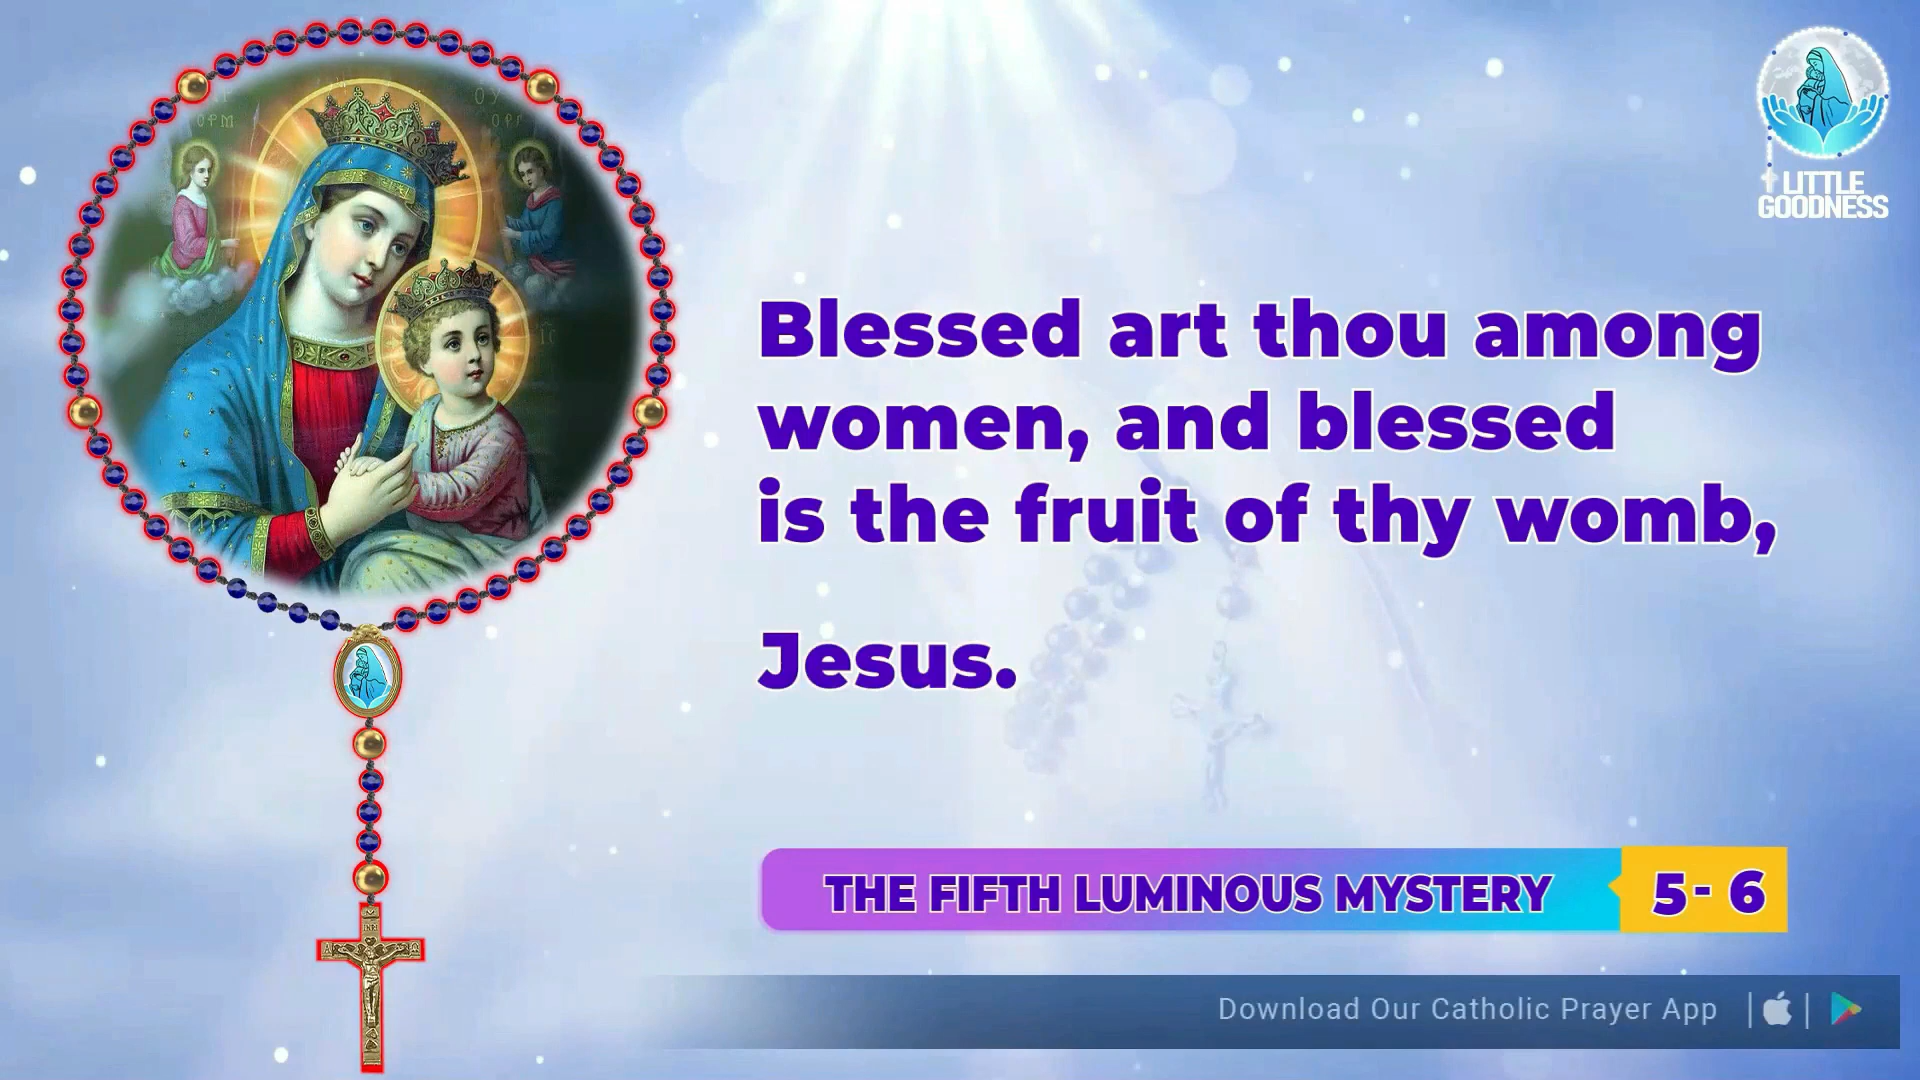 LITTLE
GOODNESS
Blessed art thou among
women, and blessed
is the fruit of thy womb,
Jesus.
THE FIFTH LUMINOUS MYSTERY 5- 6
INRI
Download Our Catholic Prayer App